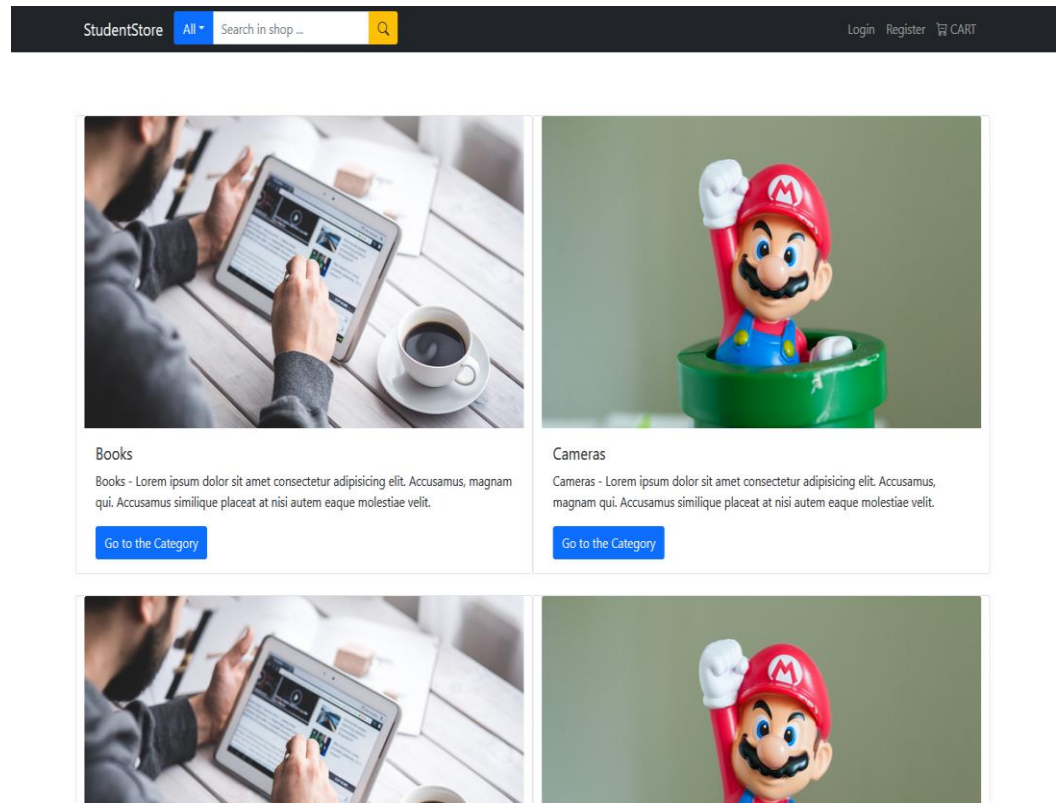 StudentStore All Search in shop ... Login Register CART
M
Books
Books - Lorem ipsum dolor sit amet consectetur adipisicing elit. Accusamus, magnam
qui. Accusamus similique placeat at nisi autem eaque molestiae velit.
Go to the Category
Cameras
Cameras - Lorem ipsum dolor sit amet consectetur adipisicing elit. Accusamus,
magnam qui. Accusamus similique placeat at nisi autem eaque molestiae velit.
Go to the Category
M